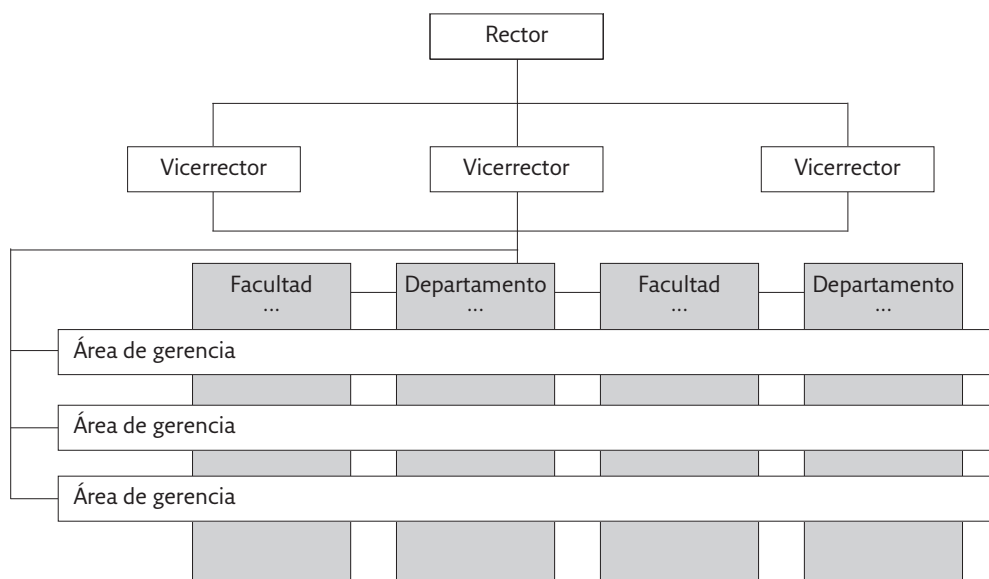 Rector
Vicerrector
Vicerrector
Vicerrector
Facultad
...
Departamento
...
Facultad
...
Departamento
...
Área de gerencia
Área de gerencia
Área de gerencia